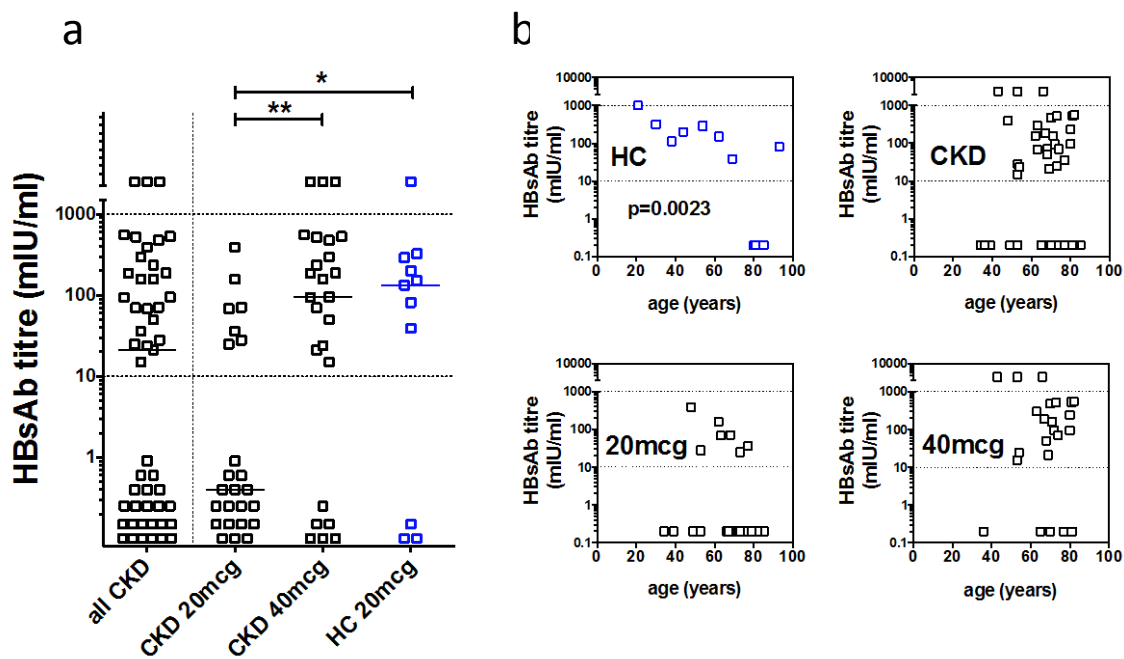 a
b
*
**
HBsAb titre (mIU/ml)
1000
100
10
1
all CKD
CKD 20mcg
CKD 40mcg
HC 20mcg
HBsAb titre
(mIU/ml)
10000
1000
100
10
1
0.1
HC
p=0.0023
0 20 40 60 80 100
age (years)
HBsAb titre
(mIU/ml)
10000
1000
100
10
1
0.1
CKD
0 20 40 60 80 100
age (years)
HBsAb titre
(mIU/ml)
10000
1000
100
10
1
0.1
20mcg
0 20 40 60 80 100
age (years)
HBsAb titre
(mIU/ml)
10000
1000
100
10
1
0.1
40mcg
0 20 40 60 80 100
age (years)